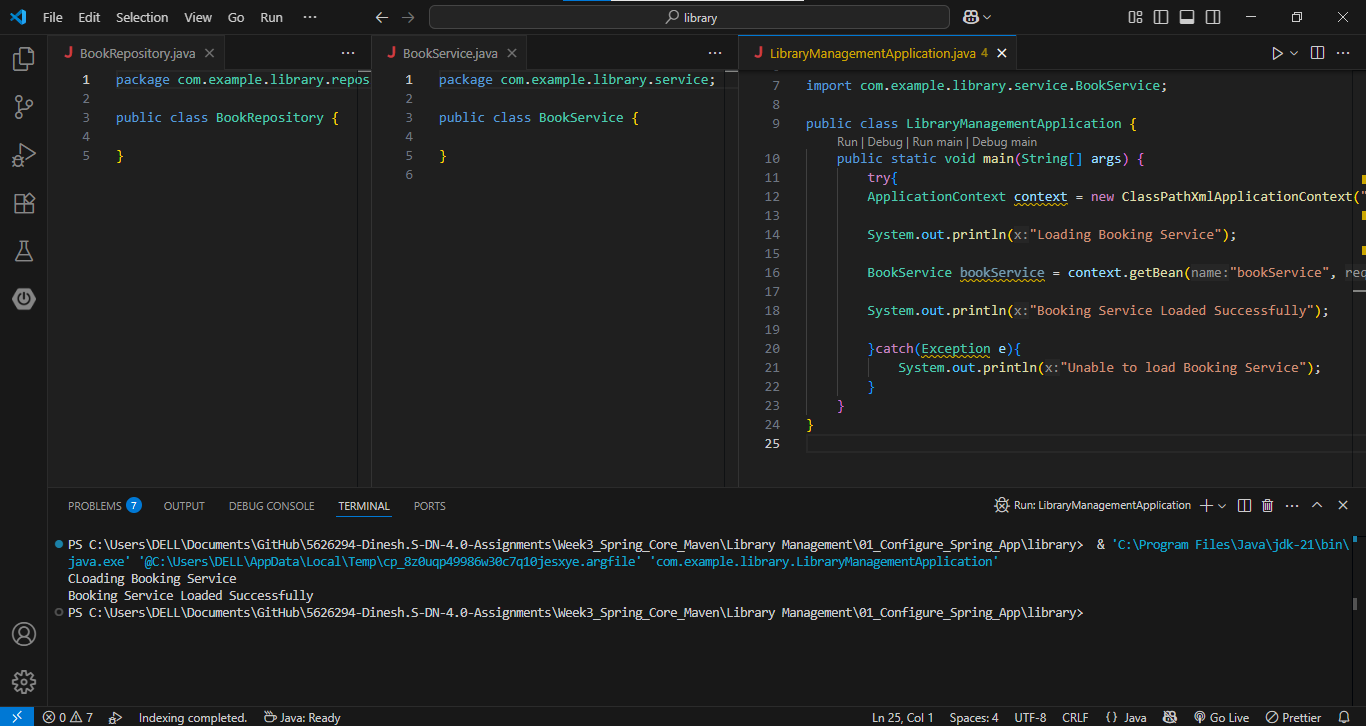 File Edit Selection View Go Run ··· library
BookRepository.java
BookService.java
LibraryManagementApplication.java 4
1 package com.example.library.repos
2
3 public class BookRepository {
4
5 }
1 package com.example.library.service;
2
3 public class BookService {
4
5 }
6
7 import com.example.library.service.BookService;
8
9 public class LibraryManagementApplication {
Run | Debug | Run main | Debug main
10 public static void main(String[] args) {
11 try{
12 ApplicationContext context = new ClassPathXmlApplicationContext("
13
14 System.out.println(x:"Loading Booking Service");
15
16 BookService bookService = context.getBean(name:"bookService", req
17
18 System.out.println(x:"Booking Service Loaded Successfully");
19
20 }catch(Exception e){
21 System.out.println(x:"Unable to load Booking Service");
22 }
23 }
24 }
25
PROBLEMS 7 OUTPUT DEBUG CONSOLE TERMINAL PORTS Run: LibraryManagementApplication
PS C:\Users\DELL\Documents\GitHub\5626294-Dinesh.S-DN-4.0-Assignments\Week3_Spring_Core_Maven\Library Management\01_Configure_Spring_App\library> & 'C:\Program Files\Java\jdk-21\bin\
java.exe' '@C:\Users\DELL\AppData\Local\Temp\cp_8z0uqp49986w30c7q10jesxye.argfile' 'com.example.library.LibraryManagementApplication'
CLoading Booking Service
Booking Service Loaded Successfully
PS C:\Users\DELL\Documents\GitHub\5626294-Dinesh.S-DN-4.0-Assignments\Week3_Spring_Core_Maven\Library Management\01_Configure_Spring_App\library>
0 7 Indexing completed. Java: Ready Ln 25, Col 1 Spaces: 4 UTF-8 CRLF {} Java Go Live Prettier